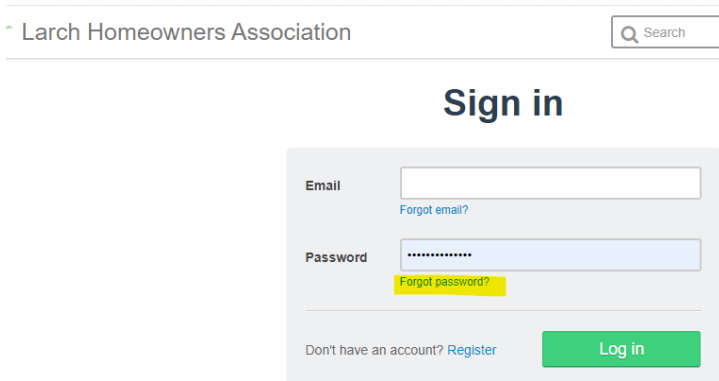 Larch Homeowners Association
Search
Sign in
Email
Forgot email?
Password ••••••••••••••
Forgot password?
Don't have an account? Register
Log in